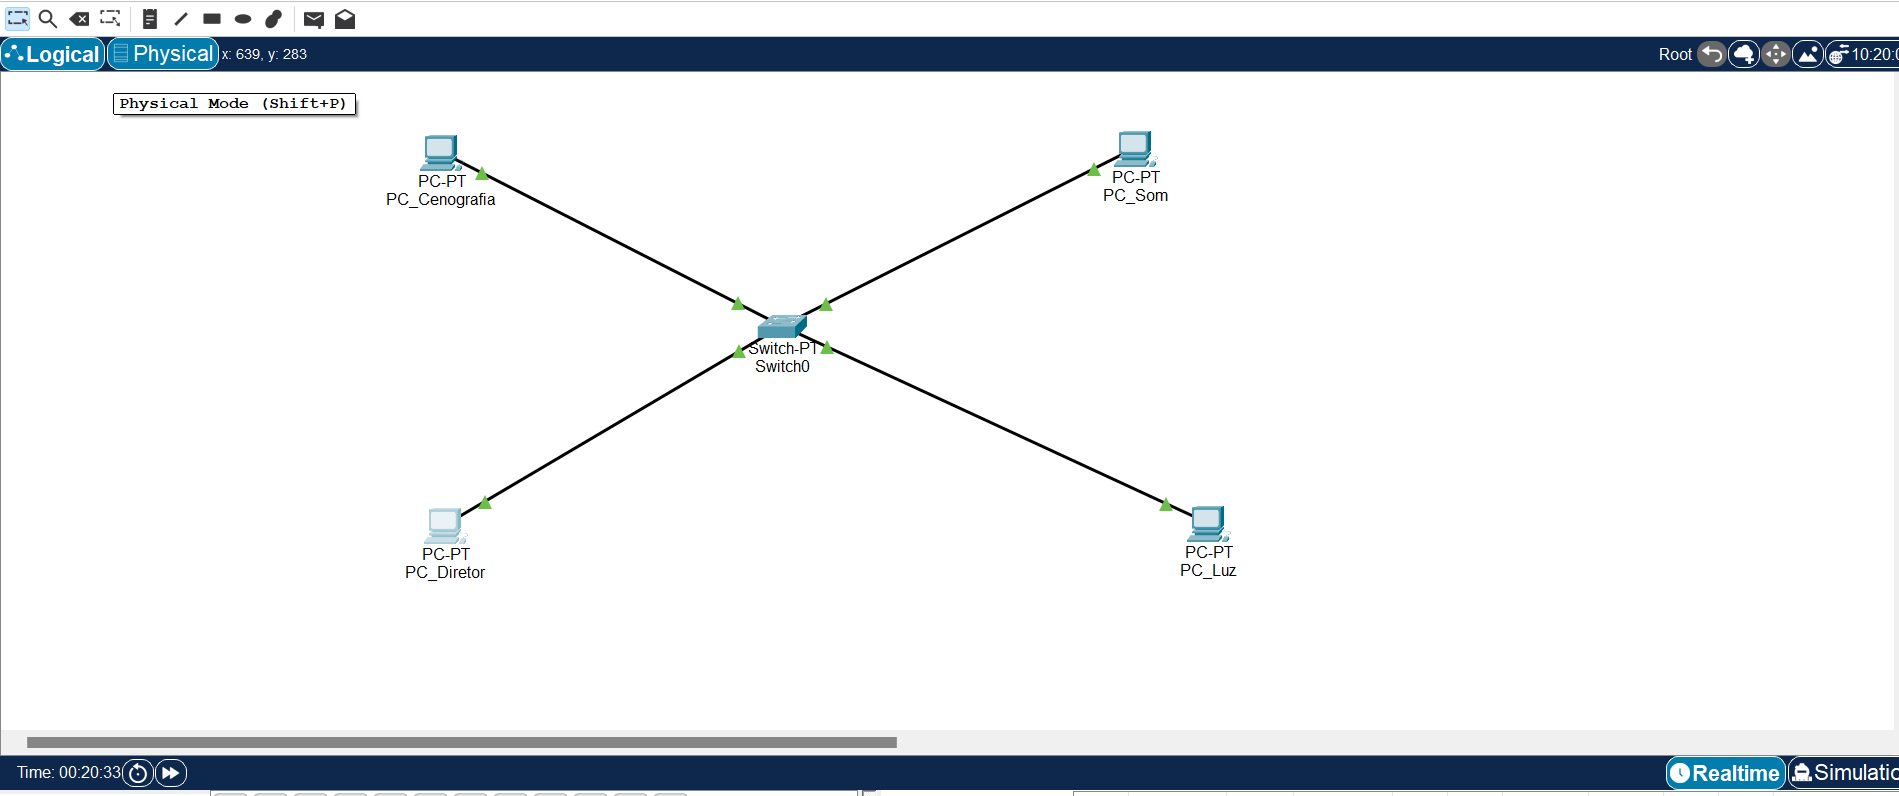 Logical Physical x: 639, y: 283 Root 10:20:0
Physical Mode (Shift+P)
PC-PT
PC_Cenografia
PC-PT
PC_Som
Switch-PT
Switch0
PC-PT
PC_Diretor
PC-PT
PC_Luz
Time: 00:20:33 Realtime Simulatio